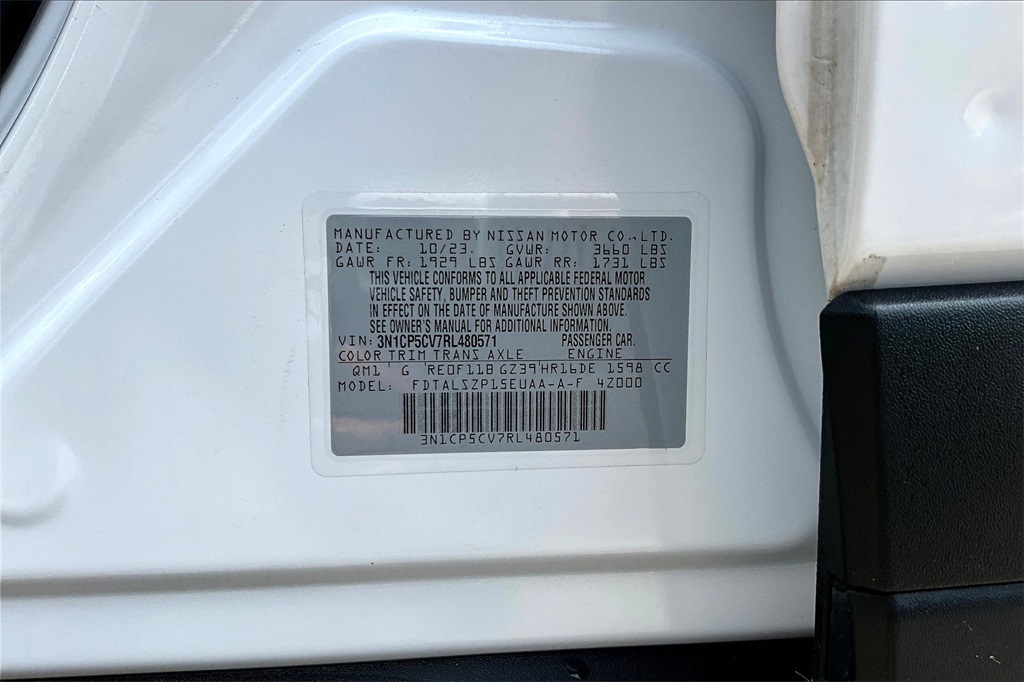 MANUFACTURED BY NISSAN MOTOR CO.,LTD.
DATE: 10/23. GVWR: 3660 LBS
GAWR FR: 1929 LBS GAWR RR: 1731 LBS
THIS VEHICLE CONFORMS TO ALL APPLICABLE FEDERAL MOTOR
VEHICLE SAFETY, BUMPER AND THEFT PREVENTION STANDARDS
IN EFFECT ON THE DATE OF MANUFACTURE SHOWN ABOVE.
SEE OWNER'S MANUAL FOR ADDITIONAL INFORMATION.
VIN: 3N1CP5CV7RL480571 PASSENGER CAR.
COLOR TRIM TRANS AXLE ENGINE
QM1 G RE0F11B GZ39 HR16DE 1598 CC
MODEL: FDTALSZP15EUAA-A-F 4Z000
3N1CP5CV7RL480571